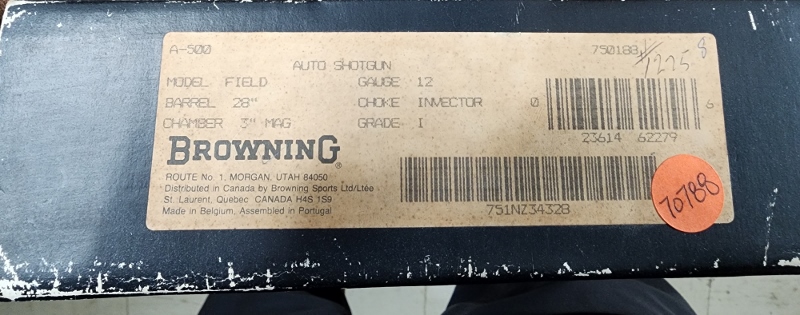 A-500 750188
AUTO SHOTGUN
MODEL FIELD GAUGE 12
BARREL 28" CHOKE INVECTOR
CHAMBER 3" MAG GRADE I
0 23614 62279 6
BROWNING®
ROUTE No. 1, MORGAN, UTAH 84050
Distributed in Canada by Browning Sports Ltd/Ltée
St. Laurent, Quebec CANADA H4S 1S9
Made in Belgium, Assembled in Portugal
751NZ34328
70788